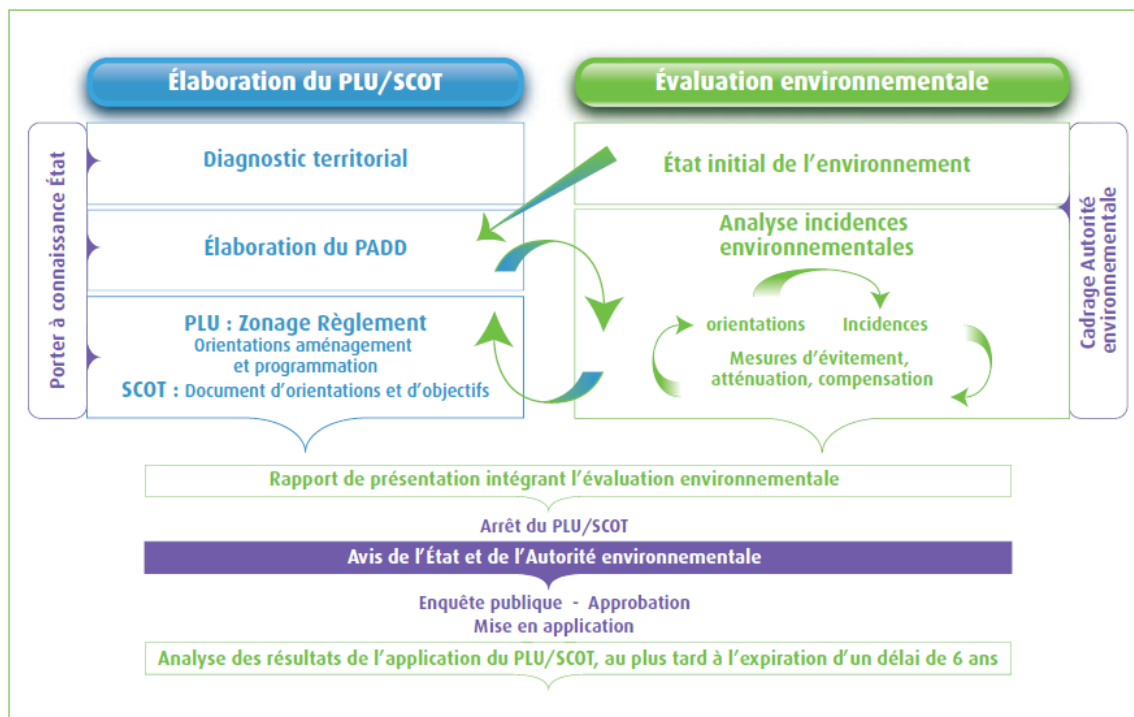 Élaboration du PLU/SCOT
Évaluation environnementale
Porter à connaissance État
Diagnostic territorial
Élaboration du PADD
PLU : Zonage Règlement
Orientations aménagement
et programmation
SCOT : Document d'orientations et d'objectifs
État initial de l'environnement
Analyse incidences
environnementales
orientations
Incidences
Mesures d'évitement,
atténuation, compensation
Cadrage Autorité
environnementale
Rapport de présentation intégrant l'évaluation environnementale
Arrêt du PLU/SCOT
Avis de l'État et de l'Autorité environnementale
Enquête publique - Approbation
Mise en application
Analyse des résultats de l'application du PLU/SCOT, au plus tard à l'expiration d'un délai de 6 ans